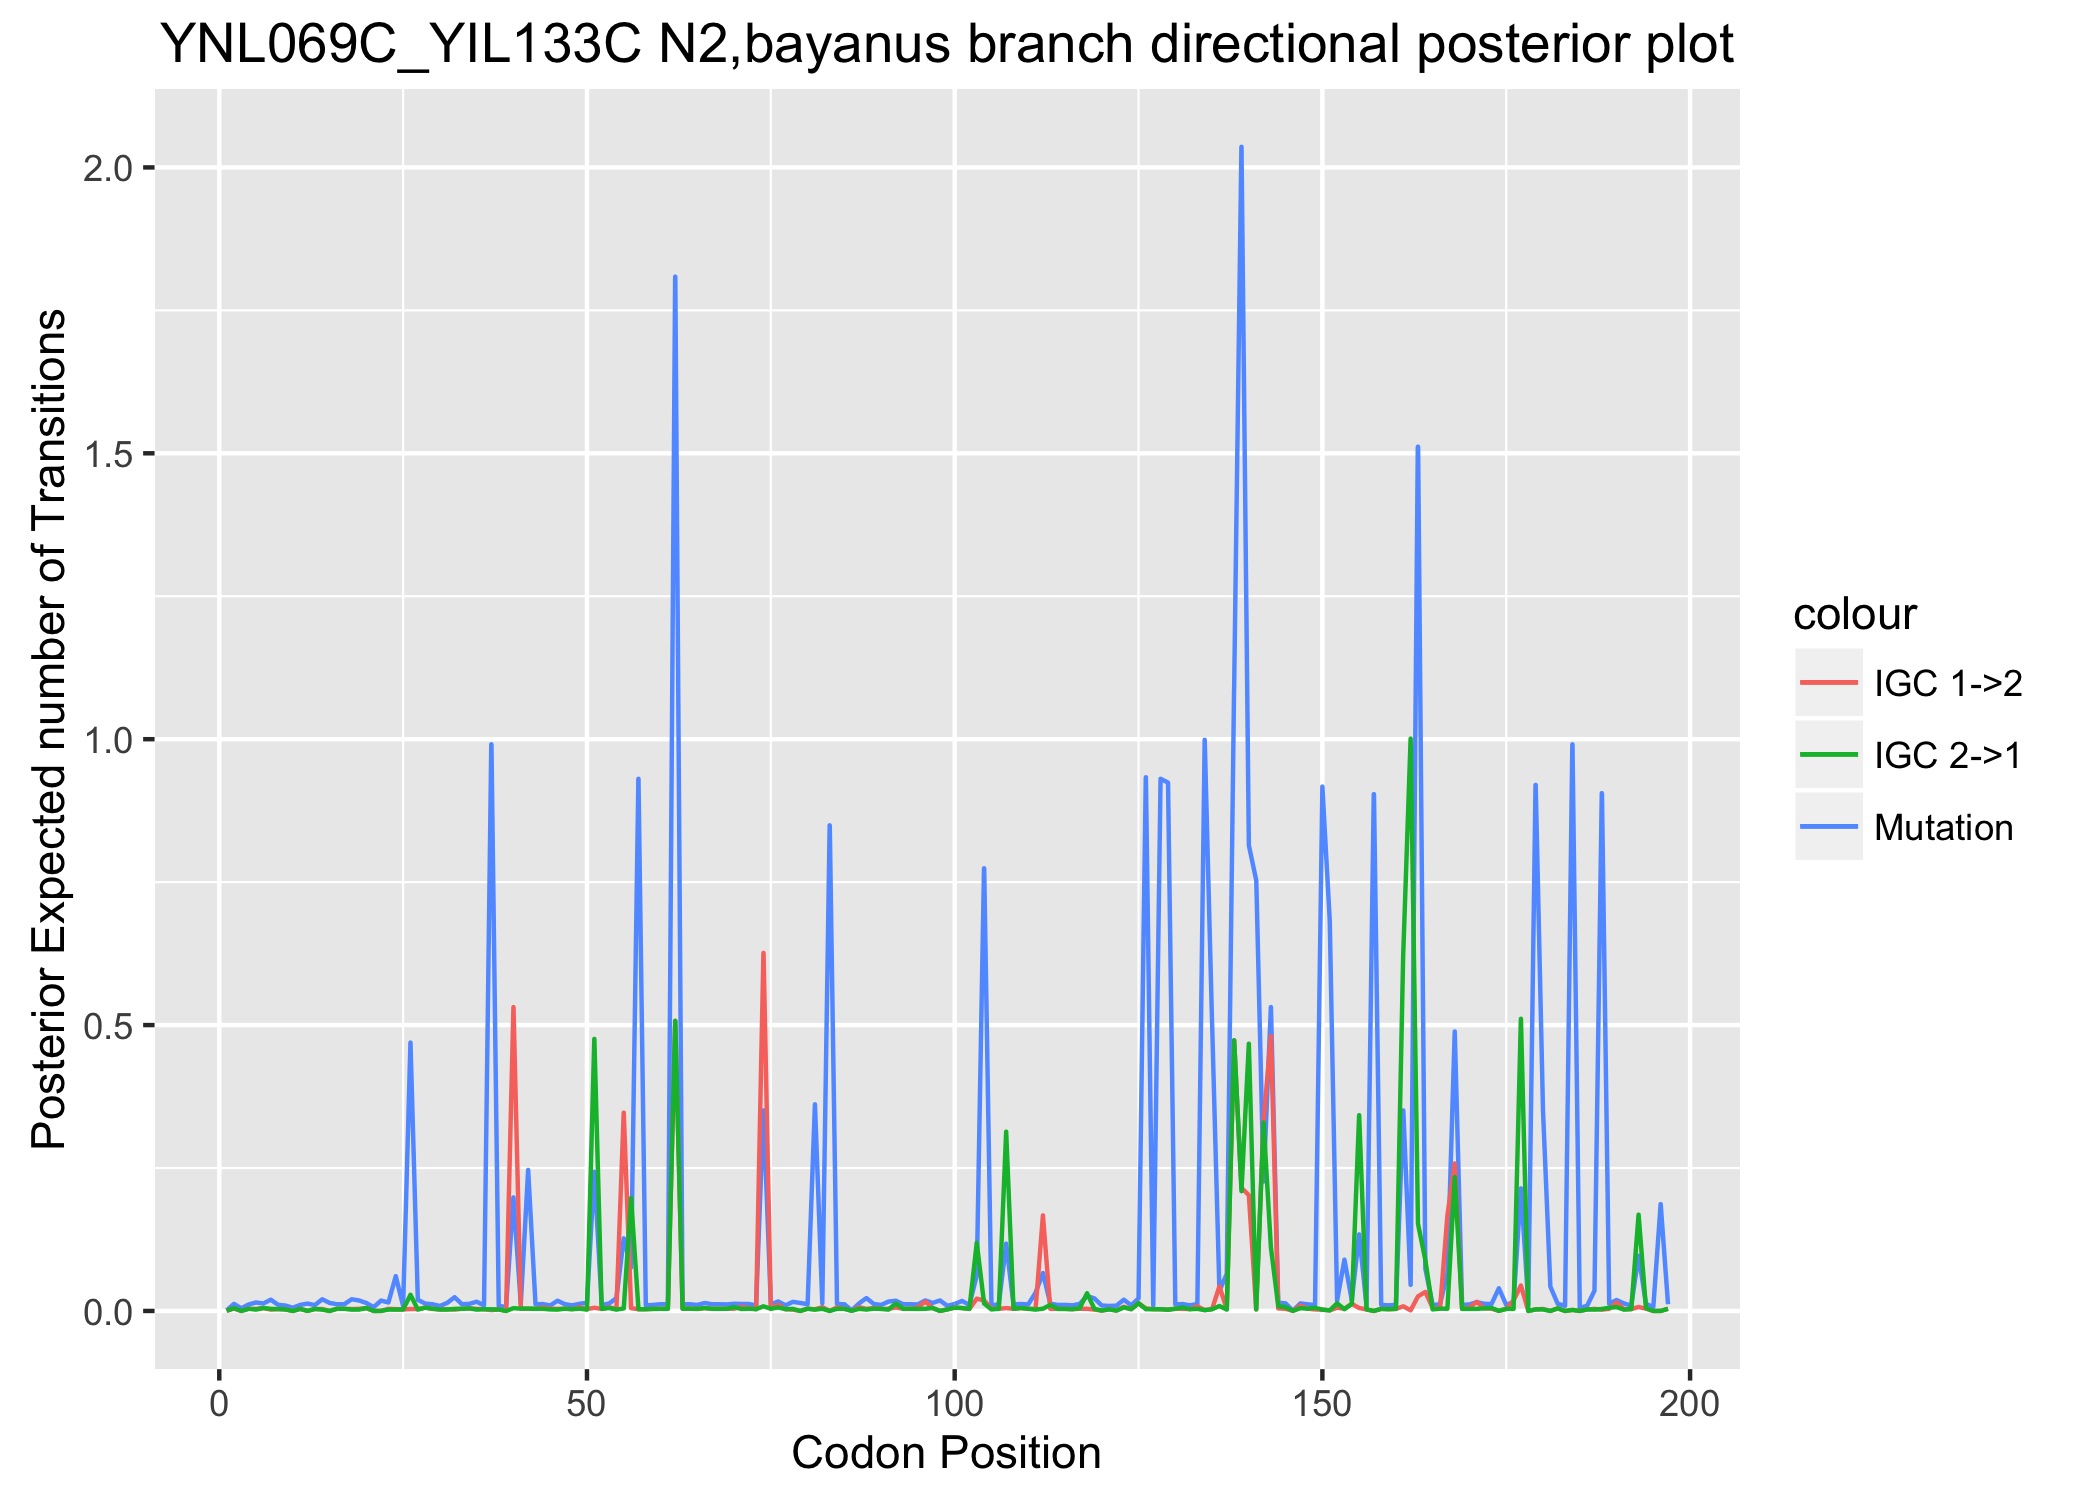 YNL069C_YIL133C N2,bayanus branch directional posterior plot
Posterior Expected number of Transitions
2.0
1.5
1.0
0.5
0.0
0 50 100 150 200
Codon Position
colour
IGC 1->2
IGC 2->1
Mutation